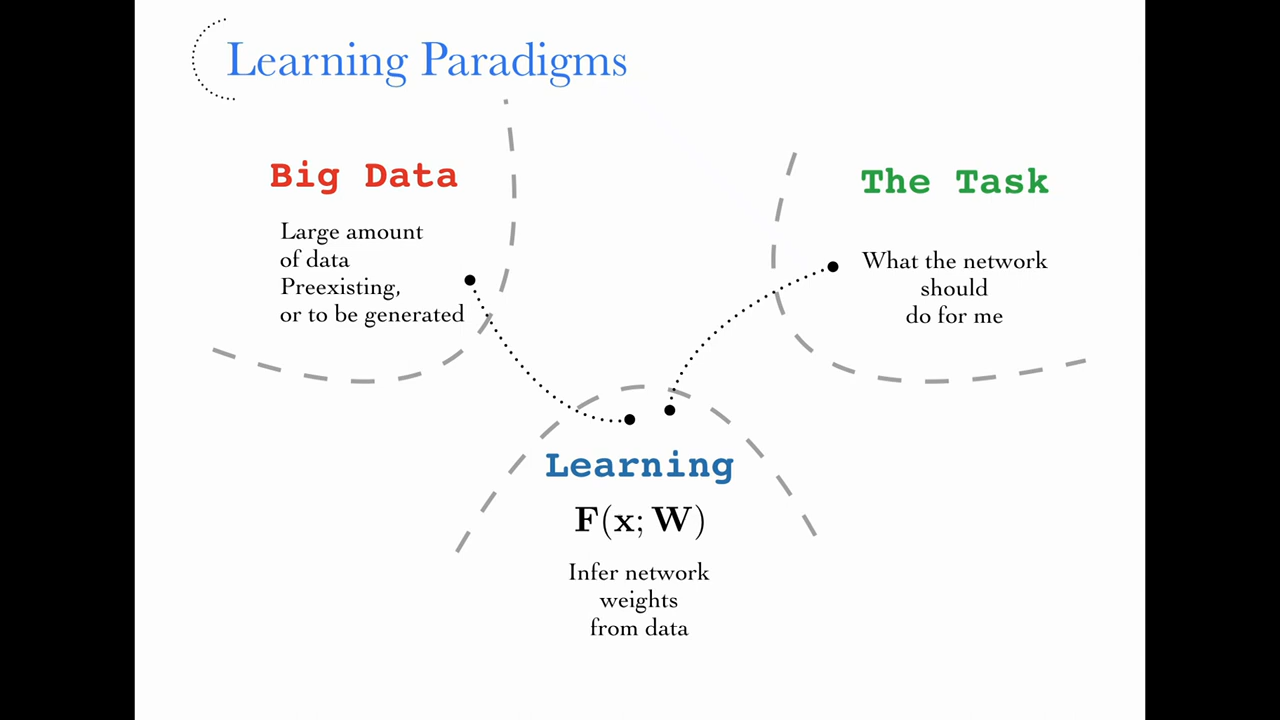 Learning Paradigms
Big Data
Large amount
of data
Preexisting,
or to be generated
The Task
What the network
should
do for me
Learning
F(x; W)
Infer network
weights
from data